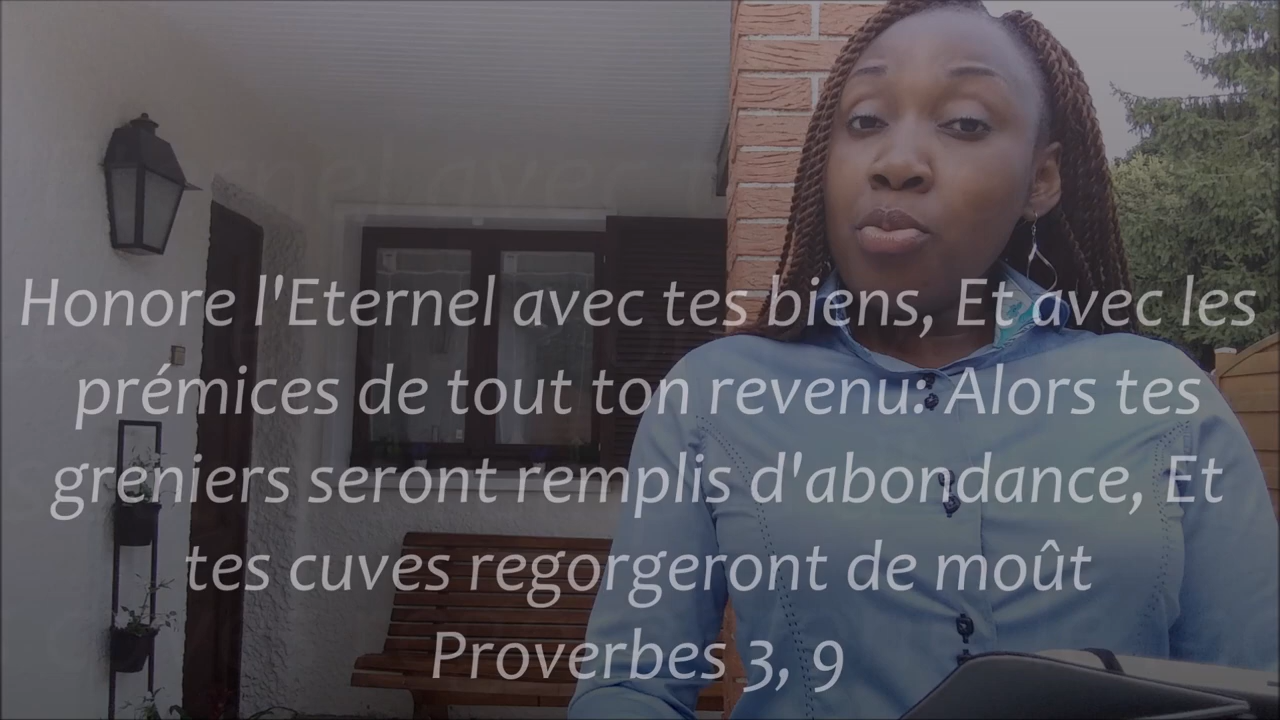 Honore l'Eternel avec tes biens, Et avec les
prémices de tout ton revenu: Alors tes
greniers seront remplis d'abondance, Et
tes cuves regorgeront de moût
Proverbes 3, 9